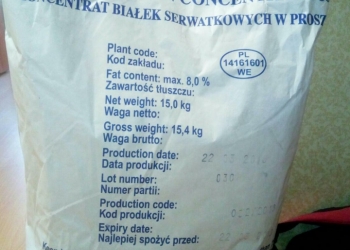 CONCENTRAT BIAŁEK SERWATKOWYCH W PROSZ
Plant code:
Kod zakładu:
PL
14161601
WE
Fat content: max. 8,0 %
Zawartość tłuszczu:
Net weight: 15,0 kg
Waga netto:
Gross weight: 15,4 kg
Waga brutto:
Production date: 22
Data produkcji:
Lot number:
Numer partii:
Production code:
Kod produkcji:
Expiry date:
Najlepiej spożyć przed: